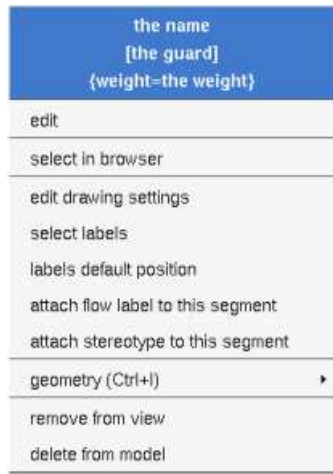 the name
[the guard]
{weight=the weight}
edit
select in browser
edit drawing settings
select labels
labels default position
attach flow label to this segment
attach stereotype to this segment
geometry (Ctrl+I)
remove from view
delete from model